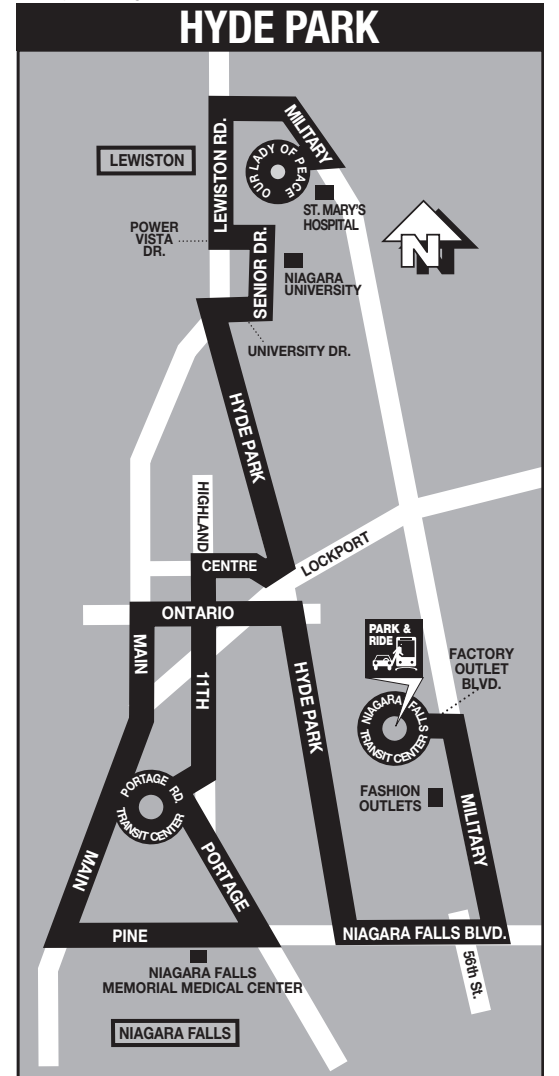 HYDE PARK
MILITARY
LEWISTON RD.
LEWISTON
OUR LADY OF PEACE
ST. MARY'S
HOSPITAL
POWER
VISTA
DR.
SENIOR DR.
N
NIAGARA
UNIVERSITY
UNIVERSITY DR.
HYDE PARK
HIGHLAND
LOCKPORT
CENTRE
ONTARIO
MAIN
11TH
HYDE PARK
PARK &
RIDE
FACTORY
OUTLET
BLVD.
NIAGARA FALLS
TRANSIT CENTER
PORTAGE RD.
TRANSIT CENTER
FASHION
OUTLETS
MILITARY
MAIN
PORTAGE
PINE
NIAGARA FALLS BLVD.
56th St.
NIAGARA FALLS
MEMORIAL MEDICAL CENTER
NIAGARA FALLS